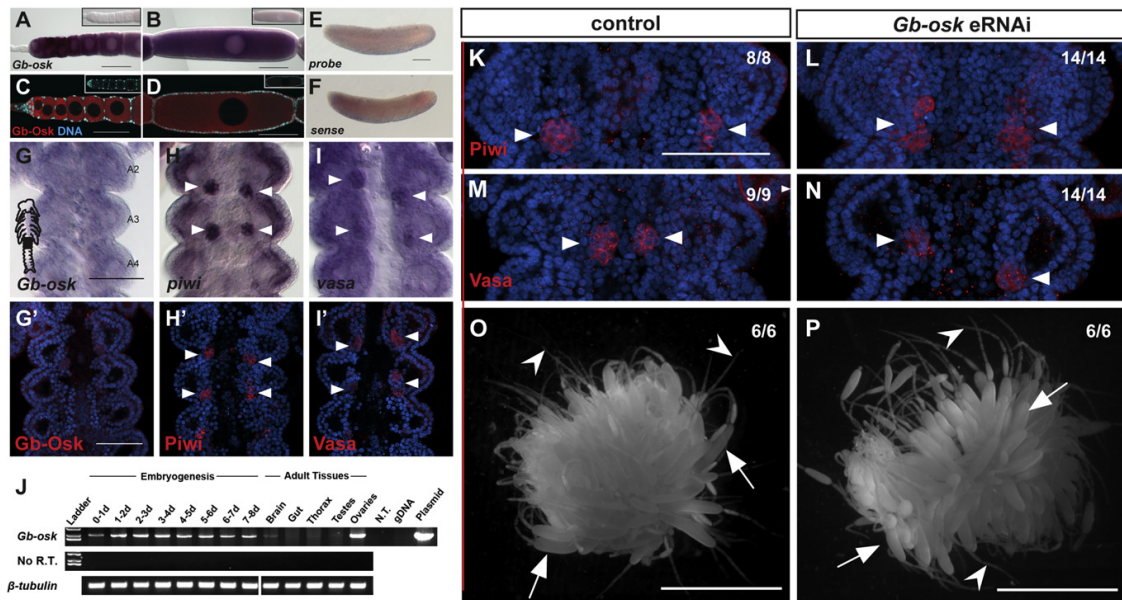 A
B
E
Gb-osk
probe
C
D
F
Gb-Osk DNA
sense
G
H
I
A2
A3
A4
Gb-osk
piwi
vasa
G'
H'
I'
Gb-Osk
Piwi
Vasa
J
Embryogenesis
Adult Tissues
Ladder
0-1d
1-2d
2-3d
3-4d
4-5d
5-6d
6-7d
7-8d
Brain
Gut
Thorax
Testes
Ovaries
N.T.
gDNA
Plasmid
Gb-osk
No R.T.
β-tubulin
control
Gb-osk eRNAi
K
8/8
L
14/14
Piwi
M
9/9
N
14/14
Vasa
O
6/6
P
6/6